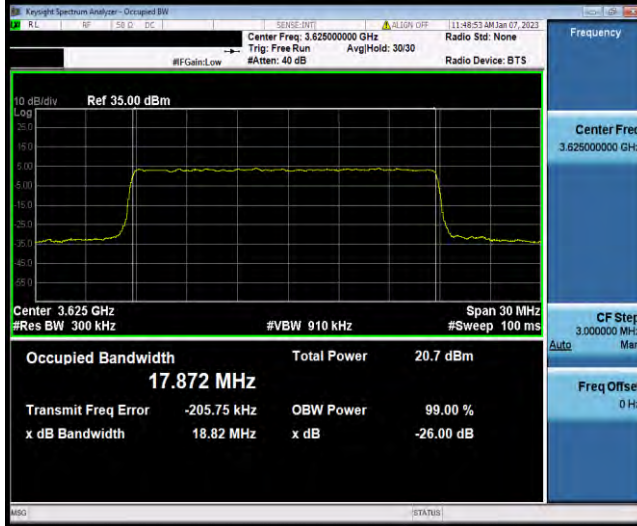 Keysight Spectrum Analyzer - Occupied BW
RL RF 50 Ω DC SENSE:INT ALIGN OFF 11:48:53 AM Jan 07, 2023
Center Freq: 3.625000000 GHz Radio Std: None
Trig: Free Run Avg|Hold: 30/30
#IFGain:Low #Atten: 40 dB Radio Device: BTS
Frequency
10 dB/div Ref 35.00 dBm
Log
25.0
15.0
5.00
-5.00
-15.0
-25.0
-35.0
-45.0
-55.0
Center Freq
3.625000000 GHz
Center 3.625 GHz Span 30 MHz
#Res BW 300 kHz #VBW 910 kHz #Sweep 100 ms
CF Step
3.000000 MHz
Auto Man
Occupied Bandwidth Total Power 20.7 dBm
17.872 MHz
Transmit Freq Error -205.75 kHz OBW Power 99.00 %
x dB Bandwidth 18.82 MHz x dB -26.00 dB
Freq Offset
0 Hz
MSG STATUS